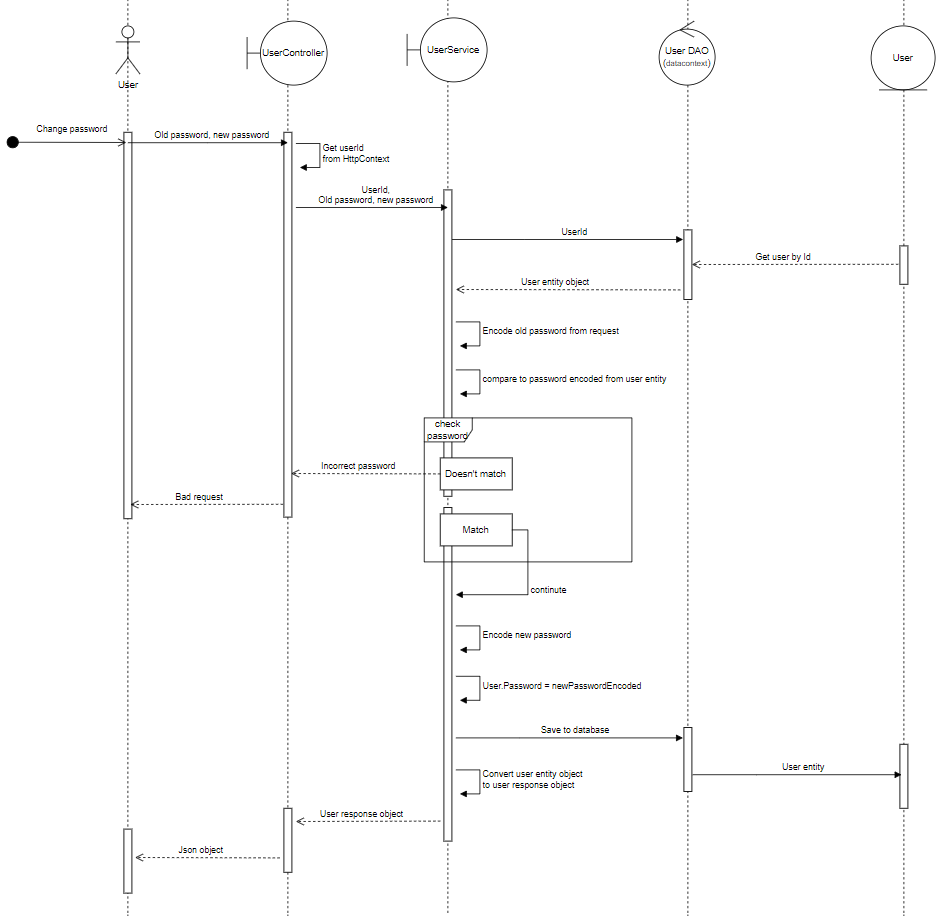 User
UserController
UserService
User DAO
(datacontext)
User
Change password
Old password, new password
Get userId
from HttpContext
UserId,
Old password, new password
UserId
Get user by Id
User entity object
Encode old password from request
compare to password encoded from user entity
check
password
Incorrect password
Doesn't match
Bad request
Match
continute
Encode new password
User.Password = newPasswordEncoded
Save to database
User entity
Convert user entity object
to user response object
User response object
Json object